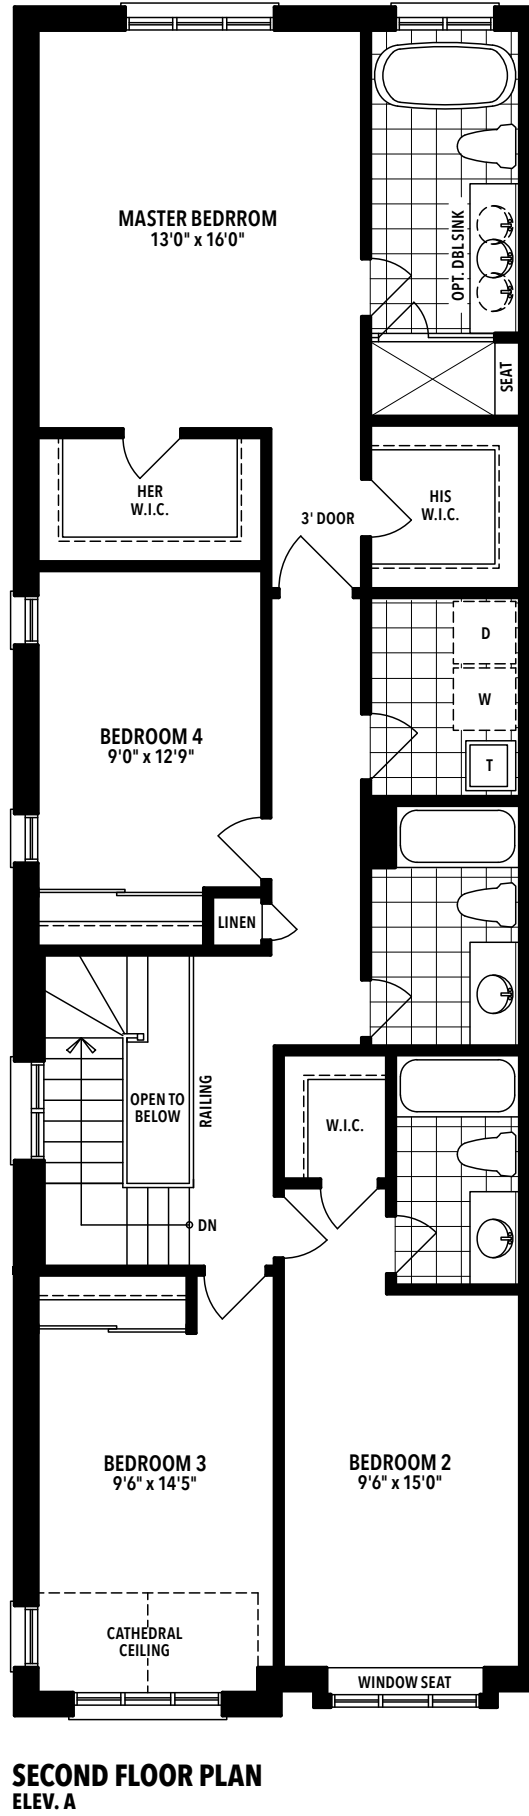 MASTER BEDRROM
13'0" x 16'0"
OPT. DBL SINK
SEAT
HER
W.I.C.
HIS
W.I.C.
3' DOOR
D
W
T
BEDROOM 4
9'0" x 12'9"
LINEN
OPEN TO
BELOW
RAILING
W.I.C.
DN
BEDROOM 3
9'6" x 14'5"
BEDROOM 2
9'6" x 15'0"
CATHEDRAL
CEILING
WINDOW SEAT
SECOND FLOOR PLAN
ELEV. A